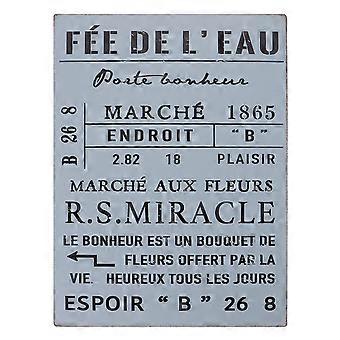 FÉE DE L'EAU
Porte bonheur
MARCHÉ 1865
B 26 8
ENDROIT "B"
2.82 18 PLAISIR
MARCHÉ AUX FLEURS
R.S.MIRACLE
LE BONHEUR EST UN BOUQUET DE
FLEURS OFFERT PAR LA
VIE. HEUREUX TOUS LES JOURS
ESPOIR "B" 26 8